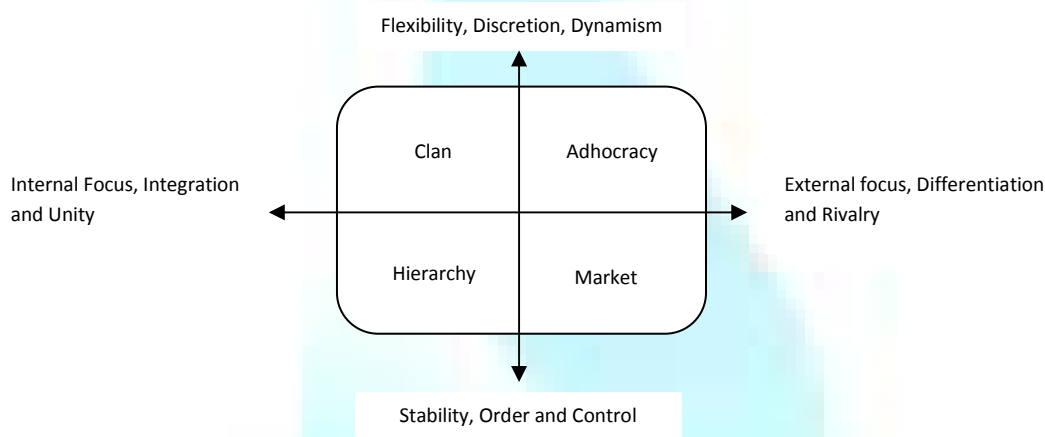 Flexibility, Discretion, Dynamism
Clan
Adhocracy
Internal Focus, Integration
and Unity
External focus, Differentiation
and Rivalry
Hierarchy
Market
Stability, Order and Control